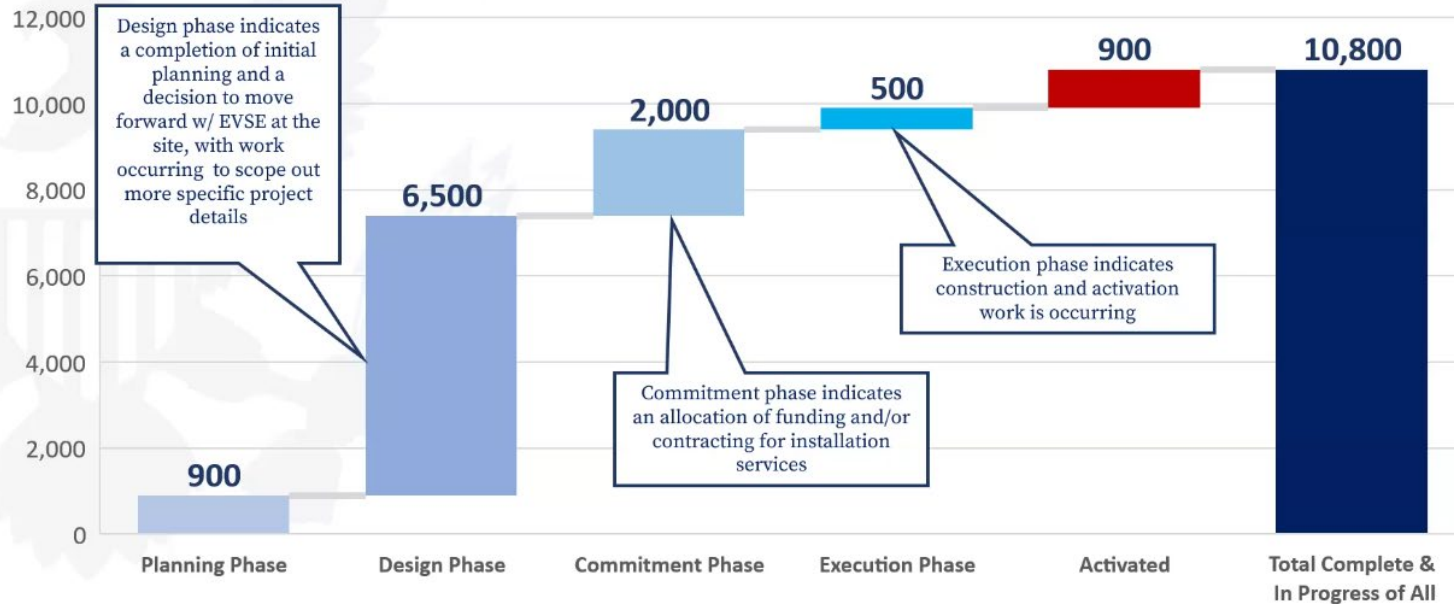 12,000
10,000
8,000
6,000
4,000
2,000
0
Design phase indicates
a completion of initial
planning and a
decision to move
forward w/ EVSE at the
site, with work
occurring to scope out
more specific project
details
900
6,500
2,000
500
900
10,800
Execution phase indicates
construction and activation
work is occurring
Commitment phase indicates
an allocation of funding and/or
contracting for installation
services
Planning Phase
Design Phase
Commitment Phase
Execution Phase
Activated
Total Complete &
In Progress of All